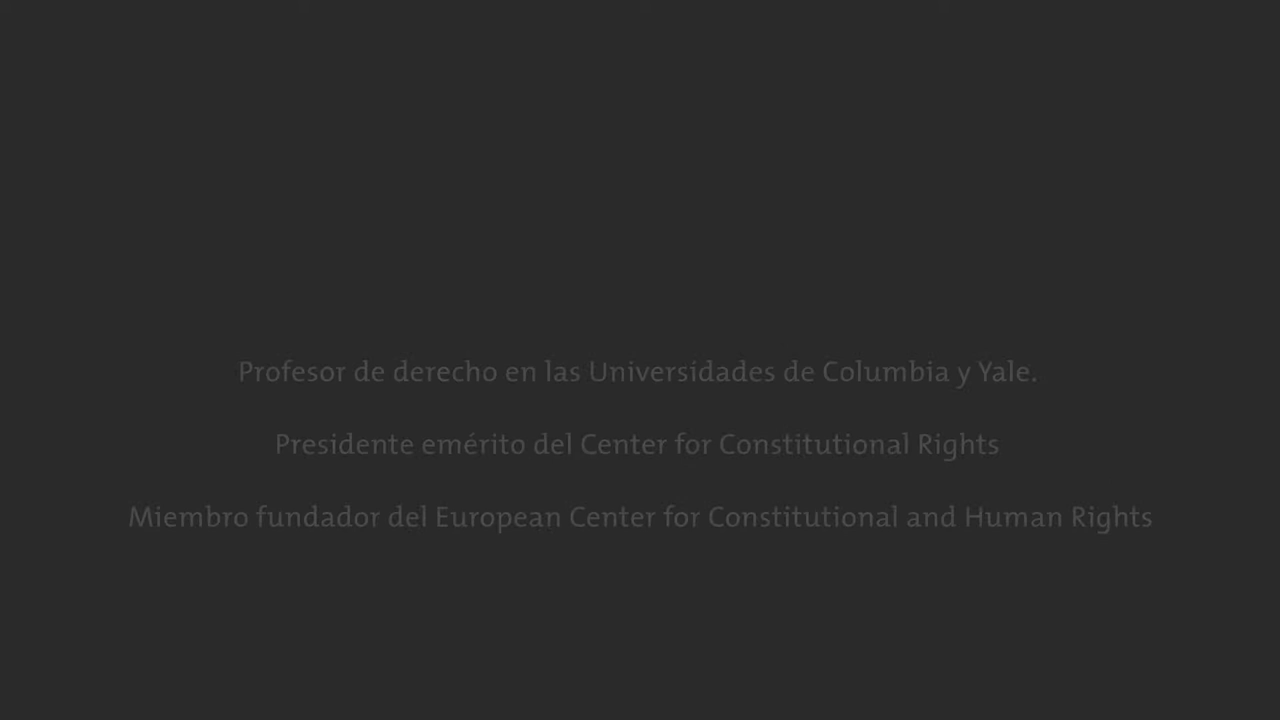 Profesor de derecho en las Universidades de Columbia y Yale.
Presidente emérito del Center for Constitutional Rights
Miembro fundador del European Center for Constitutional and Human Rights